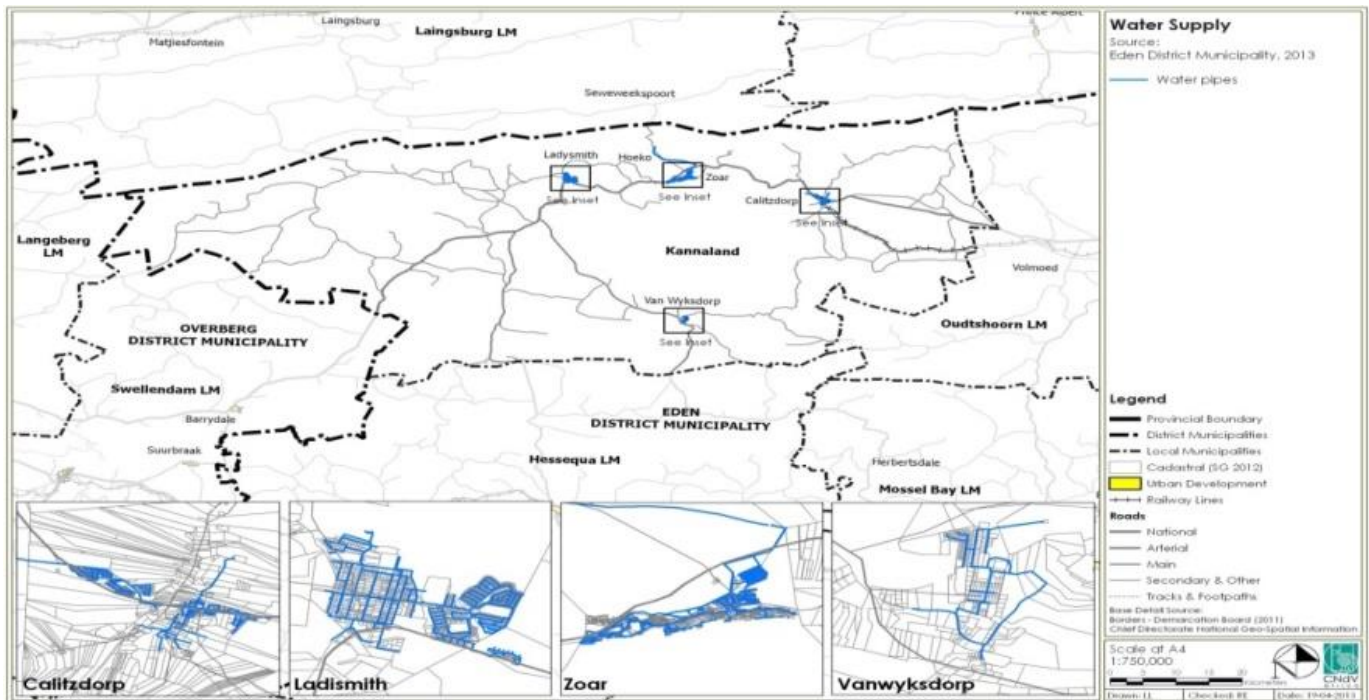 Laingsburg
Laingsburg LM
Matjiesfontein
Prince Albert
Seweweekspoort
Ladysmith
Hoeko
Zoar
See Inset
See Inset
Calitzdorp
See Inset
Langeberg
LM
Kannaland
Volmoed
Van Wyksdorp
See Inset
Oudtshoorn LM
OVERBERG
DISTRICT MUNICIPALITY
Swellendam LM
Barrydale
EDEN
DISTRICT MUNICIPALITY
Suurbraak
Hessequa LM
Herbertsdale
Mossel Bay LM
Calitzdorp
Ladismith
Zoar
Vanwyksdorp
Water Supply
Source:
Eden District Municipality, 2013
Water pipes
Legend
Provincial Boundary
District Municipalities
Local Municipalities
Cadastral (SG 2012)
Urban Development
Railway Lines
Roads
National
Arterial
Main
Secondary & Other
Tracks & Footpaths
Base Detail Source:
Borders - Demarcation Board (2011)
Chief Directorate National Geo-Spatial Information
Scale at A4
1:750,000
CNdV
Drawn: LL Checked: RE